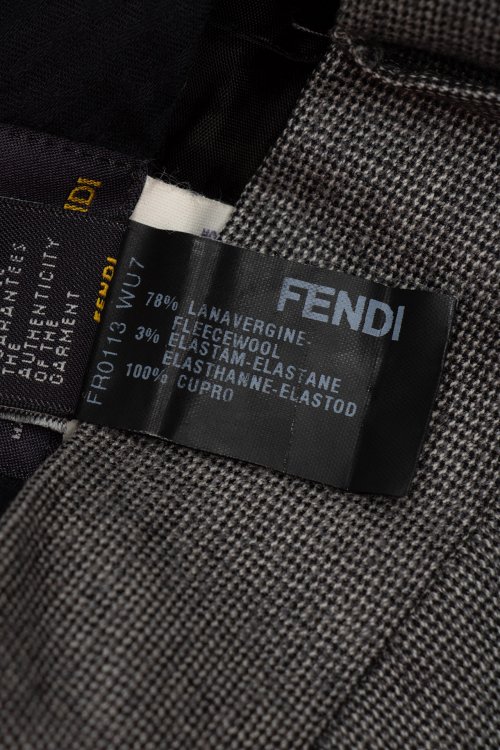 FENDI
78% LANAVERGINE-
FLEECEWOOL
3% ELASTAM-ELASTANE
ELASTHANNE-ELASTOD
100% CUPRO
FR0113 WU7
FENDI
IDI
GUARANTEES
THE
AUTHENTICITY
OF THE
GARMENT